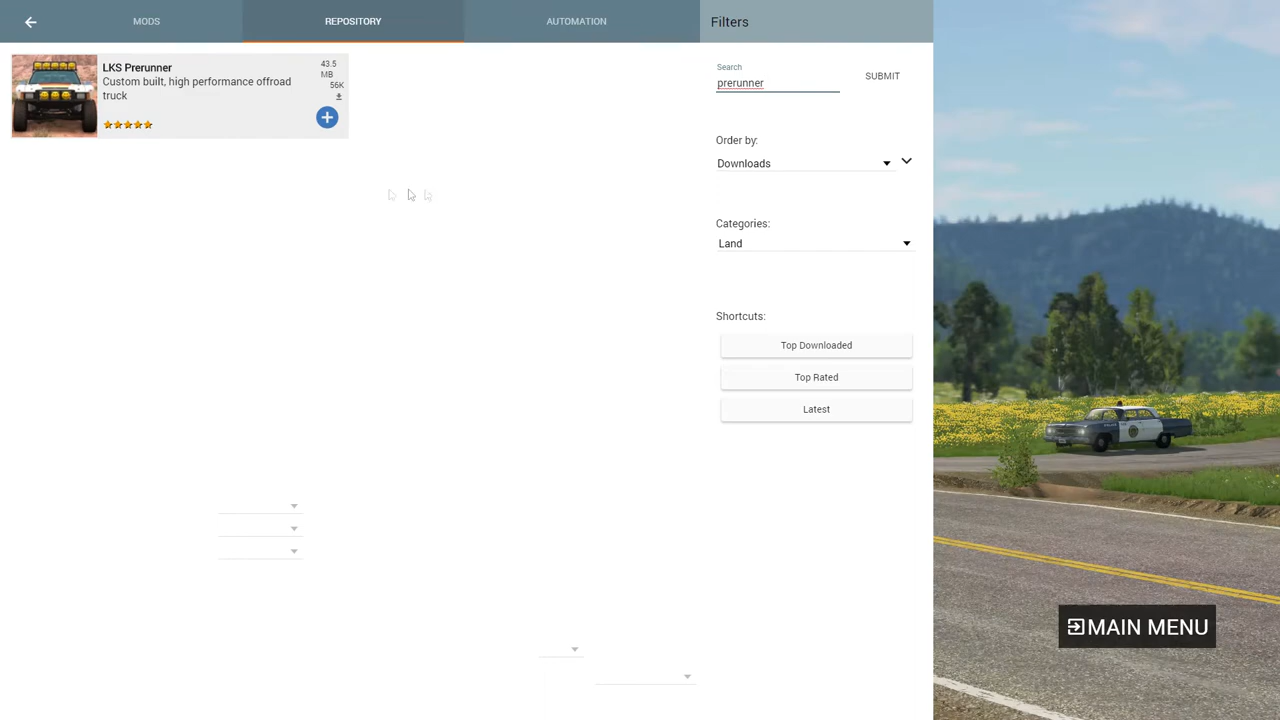 MODS
REPOSITORY
AUTOMATION
Filters
LKS Prerunner
Custom built, high performance offroad
truck
43.5
MB
56K
Search
prerunner
SUBMIT
Order by:
Downloads
Categories:
Land
Shortcuts:
Top Downloaded
Top Rated
Latest
MAIN MENU